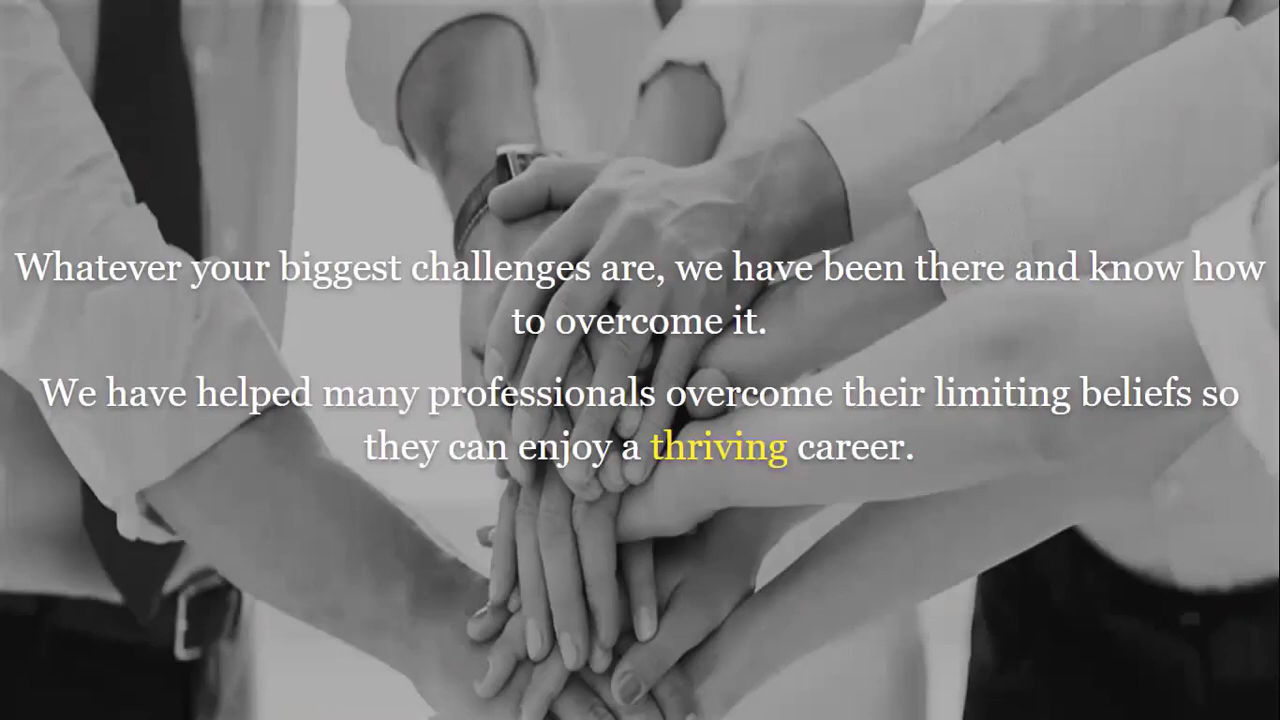 Whatever your biggest challenges are, we have been there and know how
to overcome it.
We have helped many professionals overcome their limiting beliefs so
they can enjoy a thriving career.